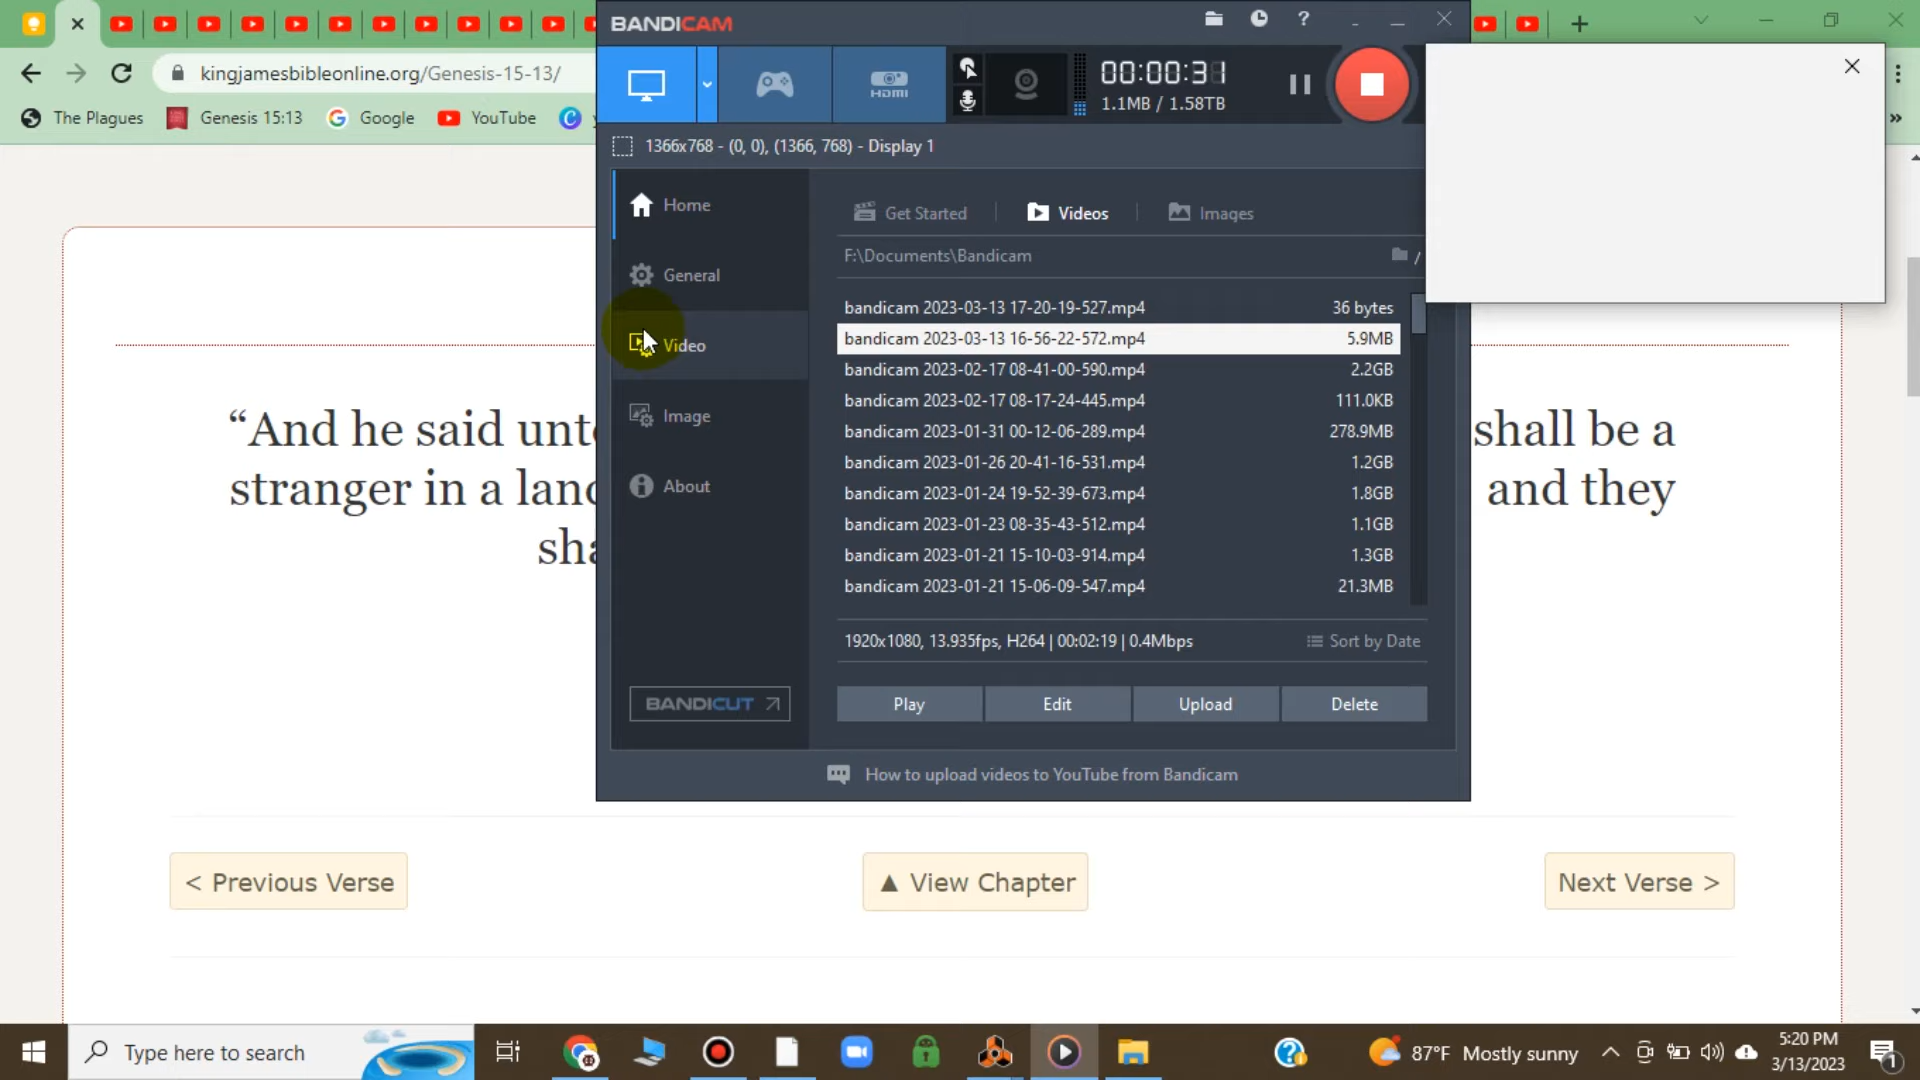 BANDICAM
kingjamesbibleonline.org/Genesis-15-13/
The Plagues
Genesis 15:13
Google
YouTube
HDMI
00:00:31
1.1MB / 1.58TB
1366x768 - (0, 0), (1366, 768) - Display 1
Home
General
Video
Image
About
BANDICUT
Get Started
Videos
Images
F:\Documents\Bandicam
bandicam 2023-03-13 17-20-19-527.mp4 36 bytes
bandicam 2023-03-13 16-56-22-572.mp4 5.9MB
bandicam 2023-02-17 08-41-00-590.mp4 2.2GB
bandicam 2023-02-17 08-17-24-445.mp4 111.0KB
bandicam 2023-01-31 00-12-06-289.mp4 278.9MB
bandicam 2023-01-26 20-41-16-531.mp4 1.2GB
bandicam 2023-01-24 19-52-39-673.mp4 1.8GB
bandicam 2023-01-23 08-35-43-512.mp4 1.1GB
bandicam 2023-01-21 15-10-03-914.mp4 1.3GB
bandicam 2023-01-21 15-06-09-547.mp4 21.3MB
1920x1080, 13.935fps, H264 | 00:02:19 | 0.4Mbps
Sort by Date
Play
Edit
Upload
Delete
How to upload videos to YouTube from Bandicam
“And he said shall be a
stranger in a and they
< Previous Verse
▲ View Chapter
Next Verse >
Type here to search
87°F Mostly sunny
5:20 PM
3/13/2023
1